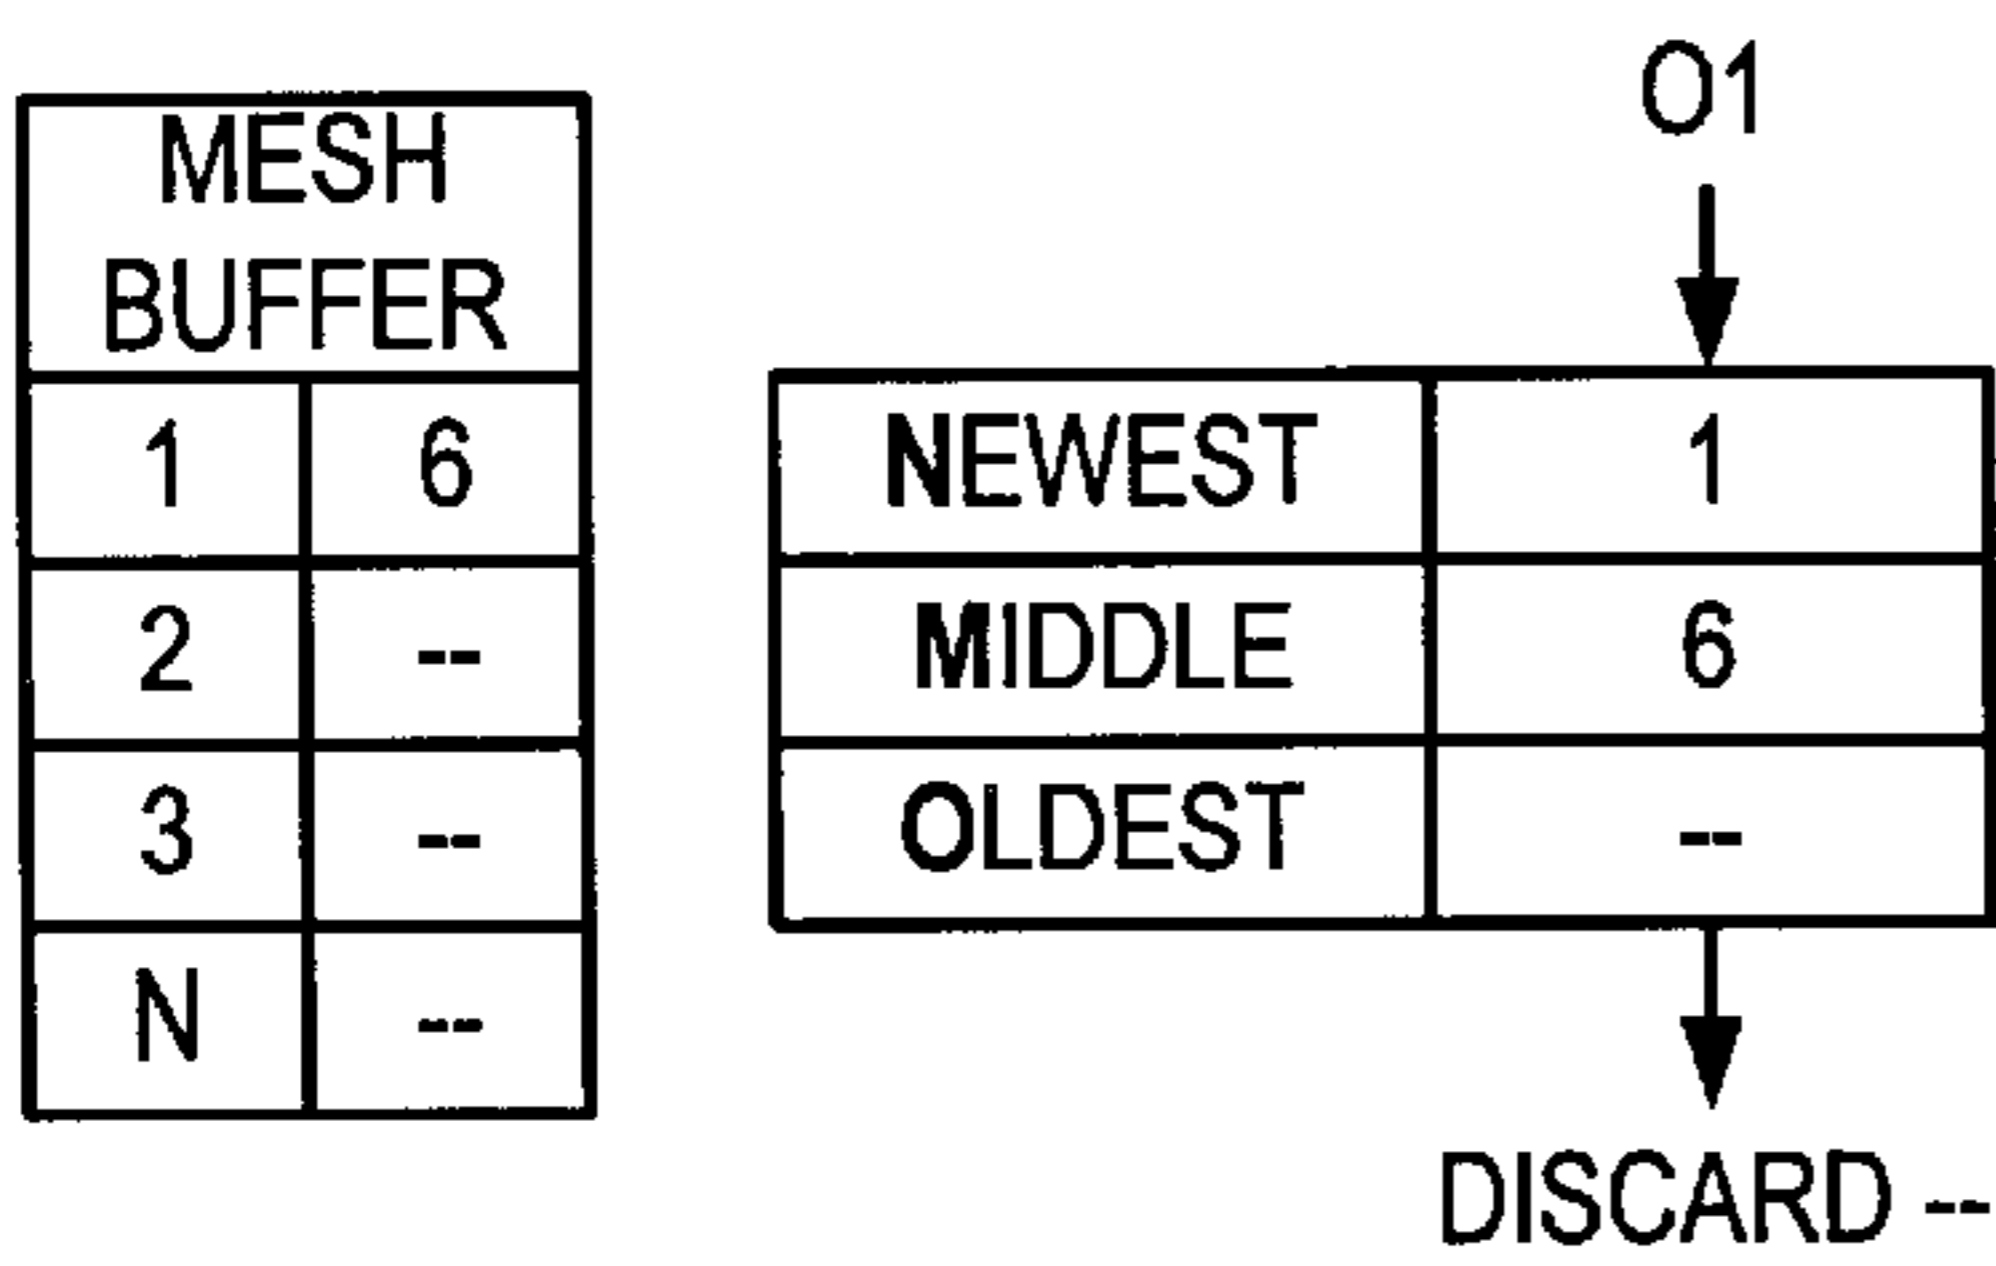 MESH
BUFFER
1 6
2 --
3 --
N --
O1
NEWEST 1
MIDDLE 6
OLDEST --
DISCARD --